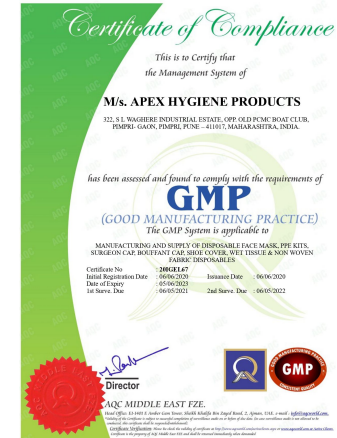 Certificate of Compliance
This is to Certify that
the Management System of
M/s. APEX HYGIENE PRODUCTS
322, S L WAGHERE INDUSTRIAL ESTATE, OPP. OLD PCMC BOAT CLUB,
PIMPRI- GAON, PIMPRI, PUNE – 411017, MAHARASHTRA, INDIA.
has been assessed and found to comply with the requirements of
GMP
(GOOD MANUFACTURING PRACTICE)
The GMP System is applicable to
MANUFACTURING AND SUPPLY OF DISPOSABLE FACE MASK, PPE KITS,
SURGEON CAP, BOUFFANT CAP, SHOE COVER, WET TISSUE & NON WOVEN
FABRIC DISPOSABLES
Certificate No : 20IGEL67
Initial Registration Date : 06/06/2020 Issuance Date : 06/06/2020
Date of Expiry : 05/06/2023
1st Surve. Due : 06/05/2021 2nd Surve. Due : 06/05/2022
Director
GMP
AQC MIDDLE EAST FZE.